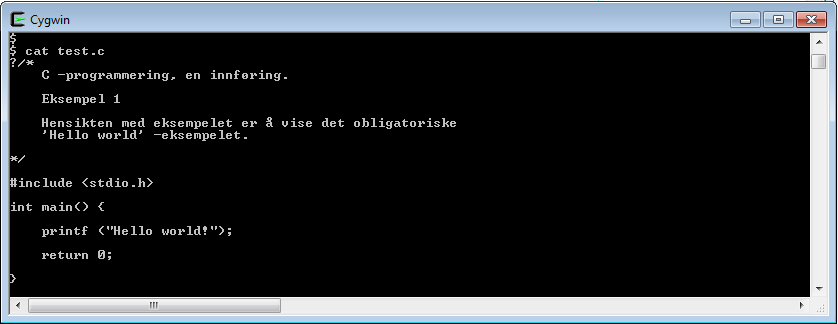 Cygwin
$
$ cat test.c
?/*
    C -programmering, en innføring.

    Eksempel 1

    Hensikten med eksempelet er å vise det obligatoriske
    'Hello world' -eksempelet.

*/

#include <stdio.h>

int main() {

    printf ("Hello world!");

    return 0;

}